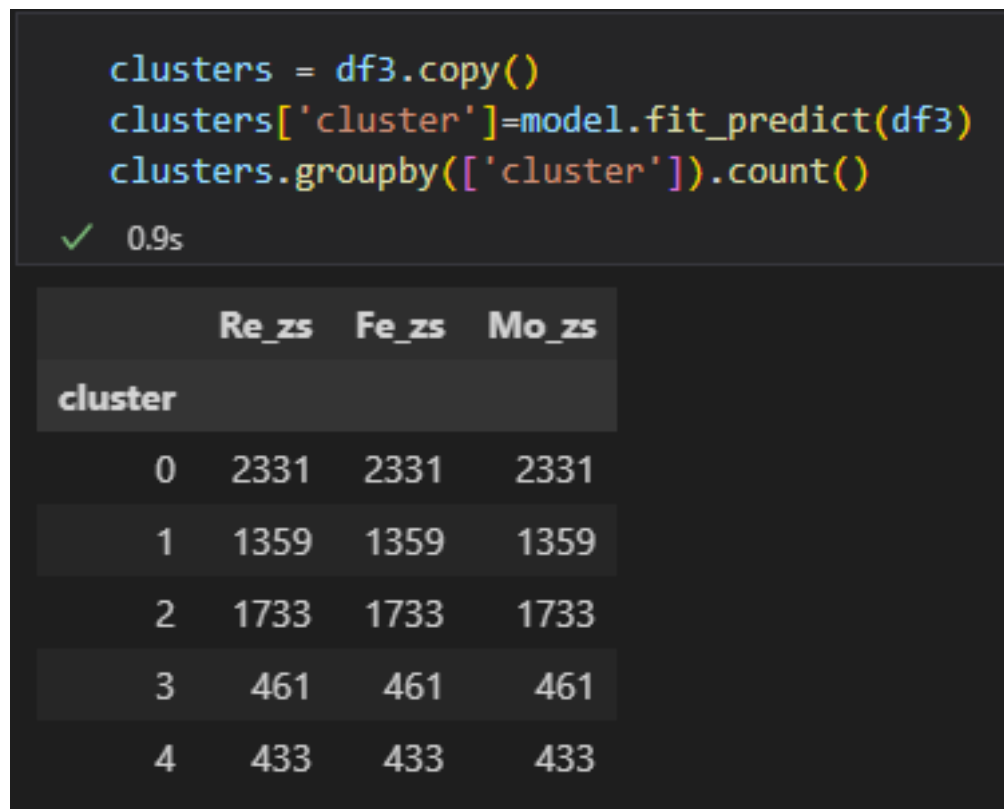 clusters = df3.copy()
clusters['cluster']=model.fit_predict(df3)
clusters.groupby(['cluster']).count()
✓ 0.9s
Re_zs Fe_zs Mo_zs
cluster
0 2331 2331 2331
1 1359 1359 1359
2 1733 1733 1733
3 461 461 461
4 433 433 433